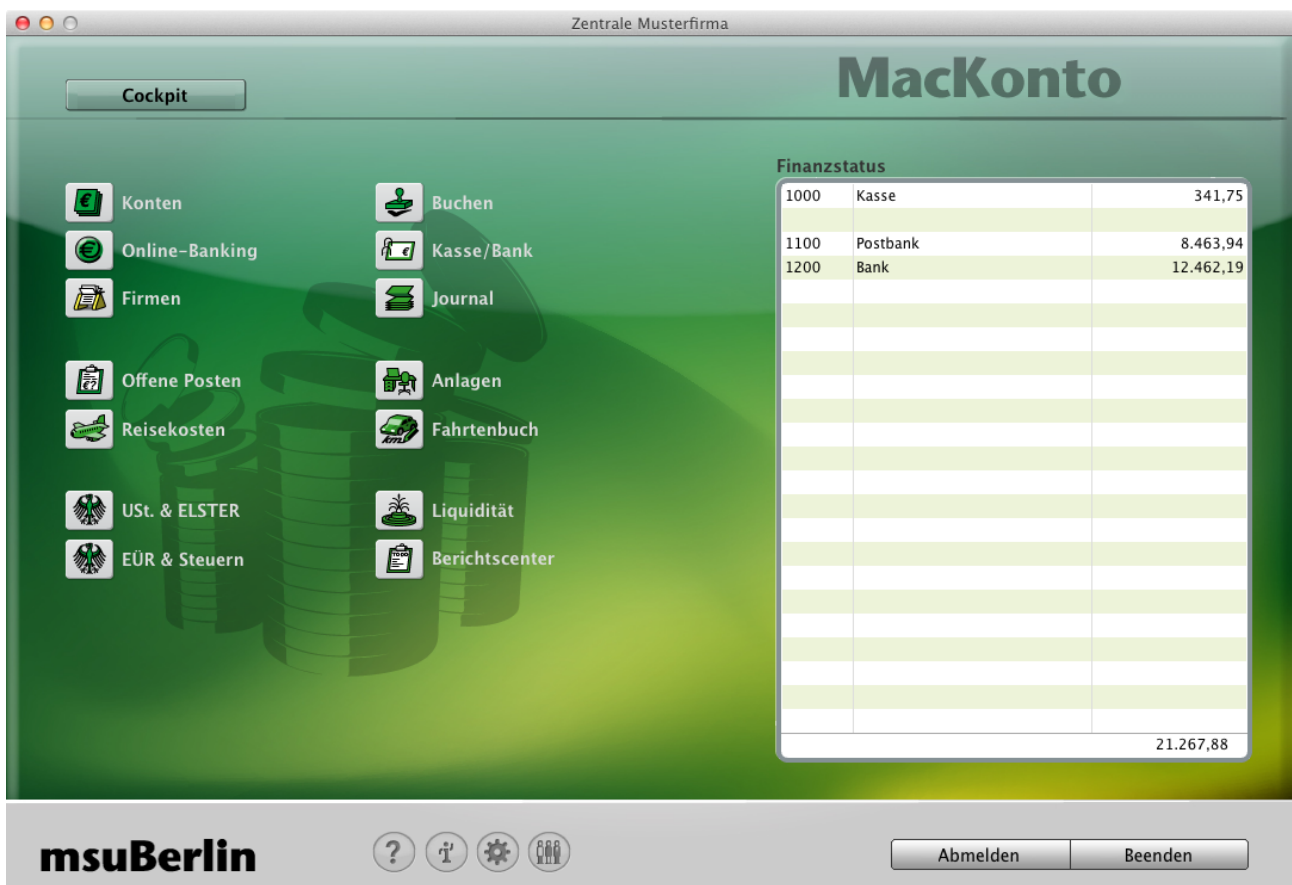 Zentrale Musterfirma
Cockpit
MacKonto
Finanzstatus
Konten
Buchen
Online-Banking
Kasse/Bank
Firmen
Journal
Offene Posten
Anlagen
Reisekosten
Fahrtenbuch
USt. & ELSTER
Liquidität
EÜR & Steuern
Berichtscenter
1000 Kasse 341,75
1100 Postbank 8.463,94
1200 Bank 12.462,19
21.267,88
msuBerlin
Abmelden
Beenden